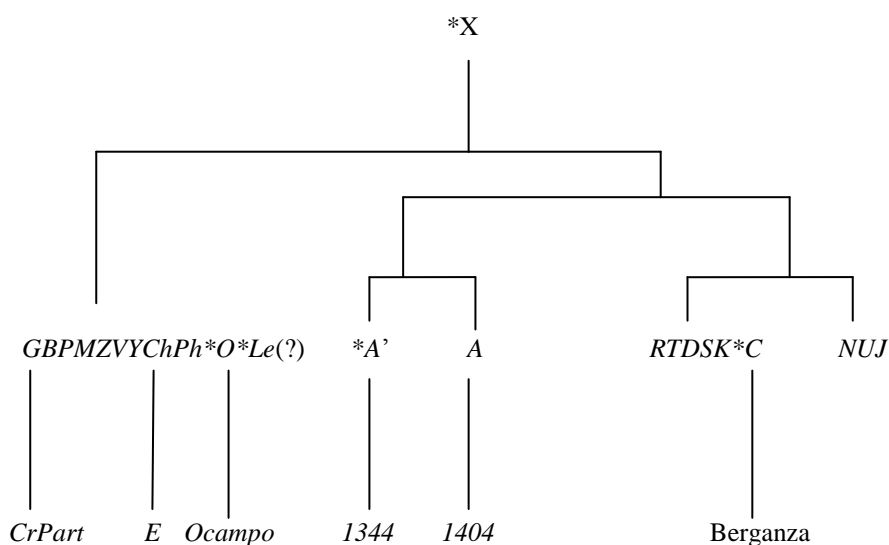 *X
GBPMZVYChPh*O*Le(?) *A’ A RTDSK*C NUJ
CrPart E Ocampo 1344 1404 Berganza